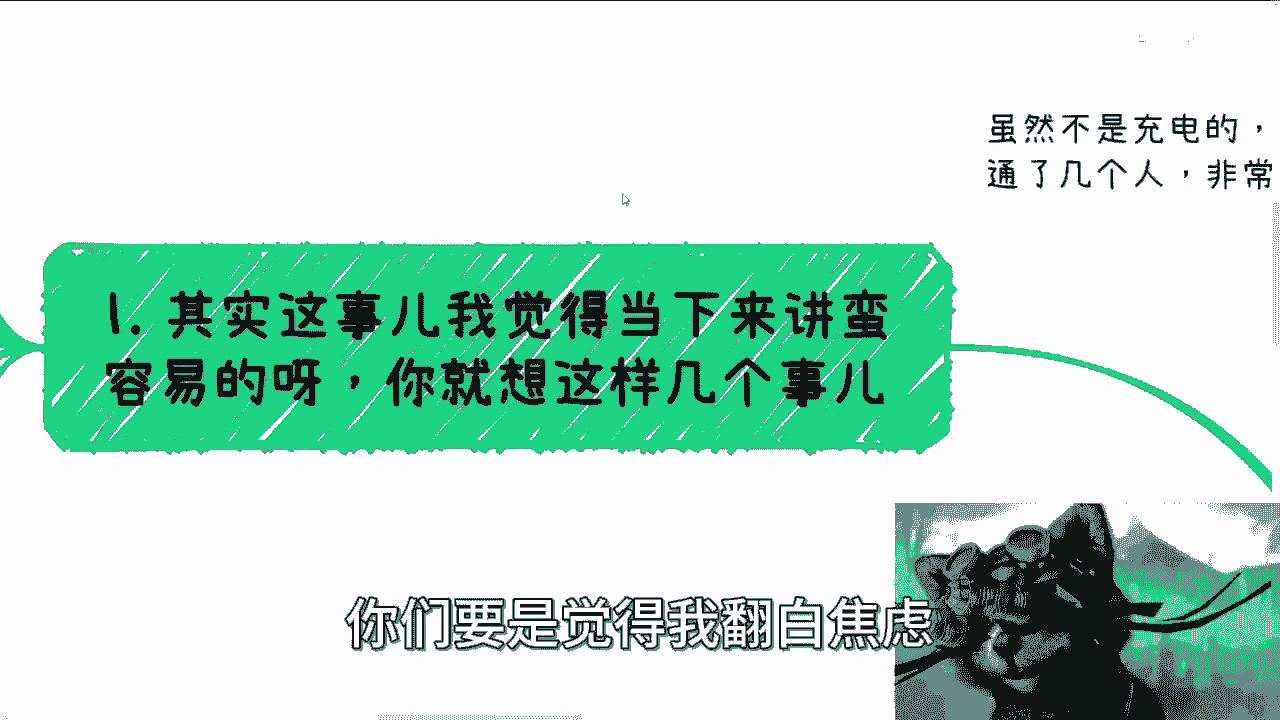 虽然不是充电的，
通了几个人，非常
1. 其实这事儿我觉得当下来讲蛮
容易的呀，你就想这样几个事儿
你们要是觉得我翻白焦虑